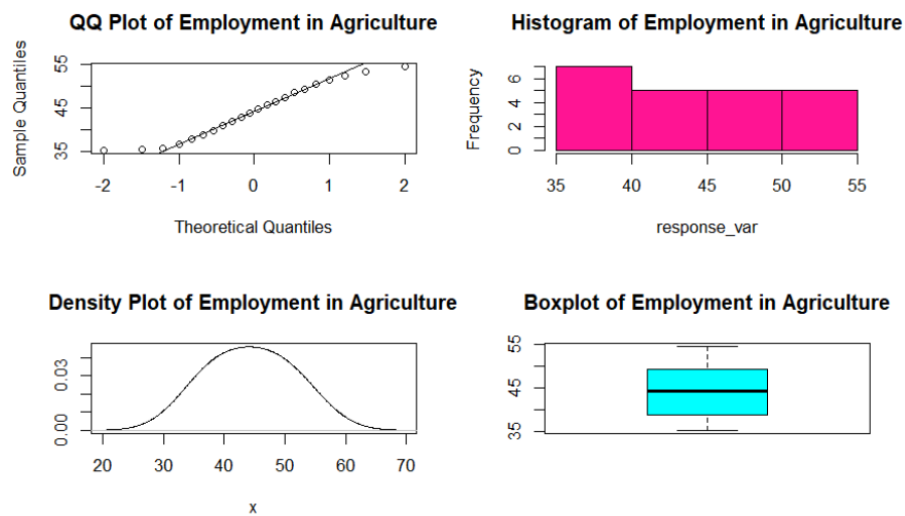 QQ Plot of Employment in Agriculture
Sample Quantiles
55
45
35
-2 -1 0 1 2
Theoretical Quantiles
Histogram of Employment in Agriculture
Frequency
6
4
2
0
35 40 45 50 55
response_var
Density Plot of Employment in Agriculture
0.03
0.00
20 30 40 50 60 70
x
Boxplot of Employment in Agriculture
55
45
35